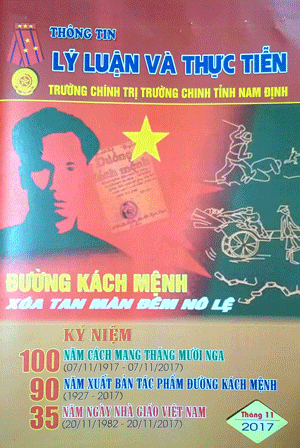 THÔNG TIN
LÝ LUẬN VÀ THỰC TIỄN
TRƯỜNG CHÍNH TRỊ TRƯỜNG CHINH TỈNH NAM ĐỊNH
Đường
kách mệnh
ĐƯỜNG KÁCH MỆNH
XÓA TAN MÀN ĐÊM NÔ LỆ
KỶ NIỆM
100 NĂM CÁCH MẠNG THÁNG MƯỜI NGA
(07/11/1917 - 07/11/2017)
90 NĂM XUẤT BẢN TÁC PHẨM ĐƯỜNG KÁCH MỆNH
(1927 - 2017)
35 NĂM NGÀY NHÀ GIÁO VIỆT NAM
(20/11/1982 - 20/11/2017)
Tháng 11
2017